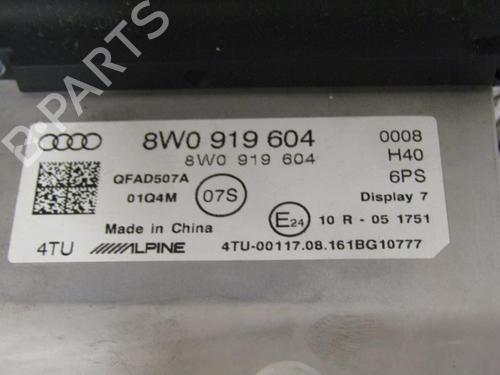 8W0 919 604
8W0 919 604
0008
H40
6PS
QFAD507A
01Q4M
07S
Display 7
E24 10 R - 05 1751
Made in China
4TU ALPINE 4TU-00117.08.161BG10777
B-PARTS